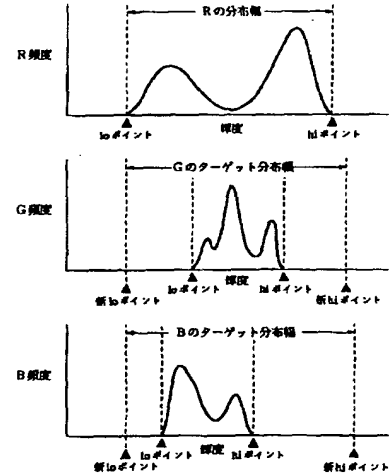 Rの分布幅
R頻度
loポイント 輝度 hiポイント
Gのターゲット分布幅
G頻度
新loポイント loポイント 輝度 hiポイント 新hiポイント
Bのターゲット分布幅
B頻度
新loポイント loポイント 輝度 hiポイント 新hiポイント